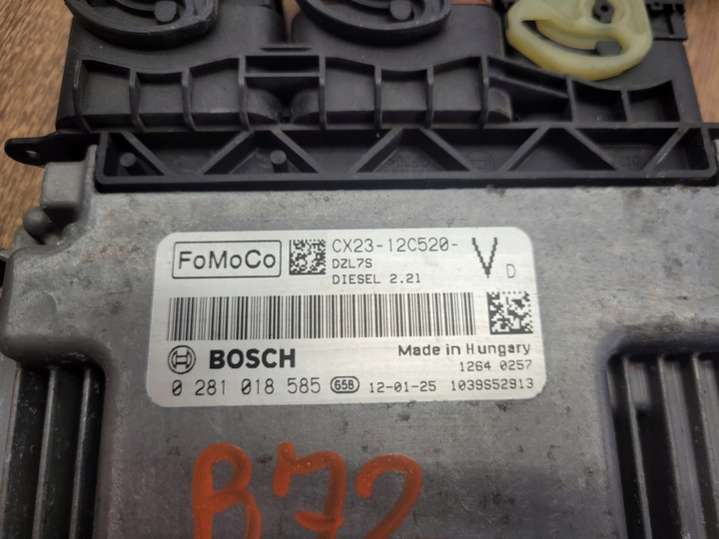 FoMoCo
CX23-12C520- V D
DZL7S
DIESEL 2.2l
BOSCH
Made in Hungary
1264 0257
0 281 018 585 658 12-01-25 1039S52913
B72